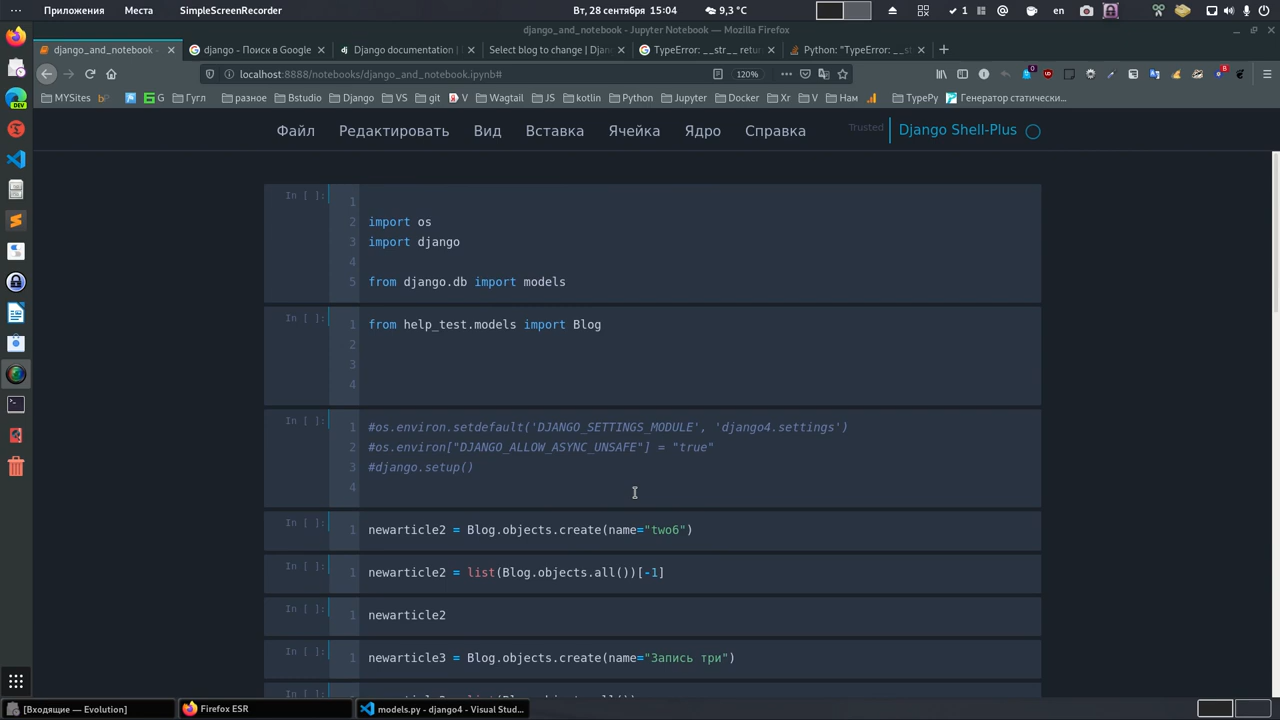 Приложения Места SimpleScreenRecorder Вт, 28 сентября 15:04 9,3 °C 1 en
django_and_notebook - Jupyter Notebook — Mozilla Firefox
django_and_notebook - django - Поиск в Google Django documentation | Select blog to change | Djan TypeError: __str__ retu Python: "TypeError: __st
localhost:8888/notebooks/django_and_notebook.ipynb# 120%
MYSites Гугл разное Bstudio Django VS git V Wagtail JS kotlin Python Jupyter Docker Xr V Нам TypePy Генератор статически...
Файл Редактировать Вид Вставка Ячейка Ядро Справка Trusted Django Shell-Plus
In [ ]: 1
2 import os
3 import django
4
5 from django.db import models
In [ ]: 1 from help_test.models import Blog
2
3
4
In [ ]: 1 #os.environ.setdefault('DJANGO_SETTINGS_MODULE', 'django4.settings')
2 #os.environ["DJANGO_ALLOW_ASYNC_UNSAFE"] = "true"
3 #django.setup()
4
In [ ]: 1 newarticle2 = Blog.objects.create(name="two6")
In [ ]: 1 newarticle2 = list(Blog.objects.all())[-1]
In [ ]: 1 newarticle2
In [ ]: 1 newarticle3 = Blog.objects.create(name="Запись три")
[Входящие — Evolution] Firefox ESR models.py - django4 - Visual Stud...